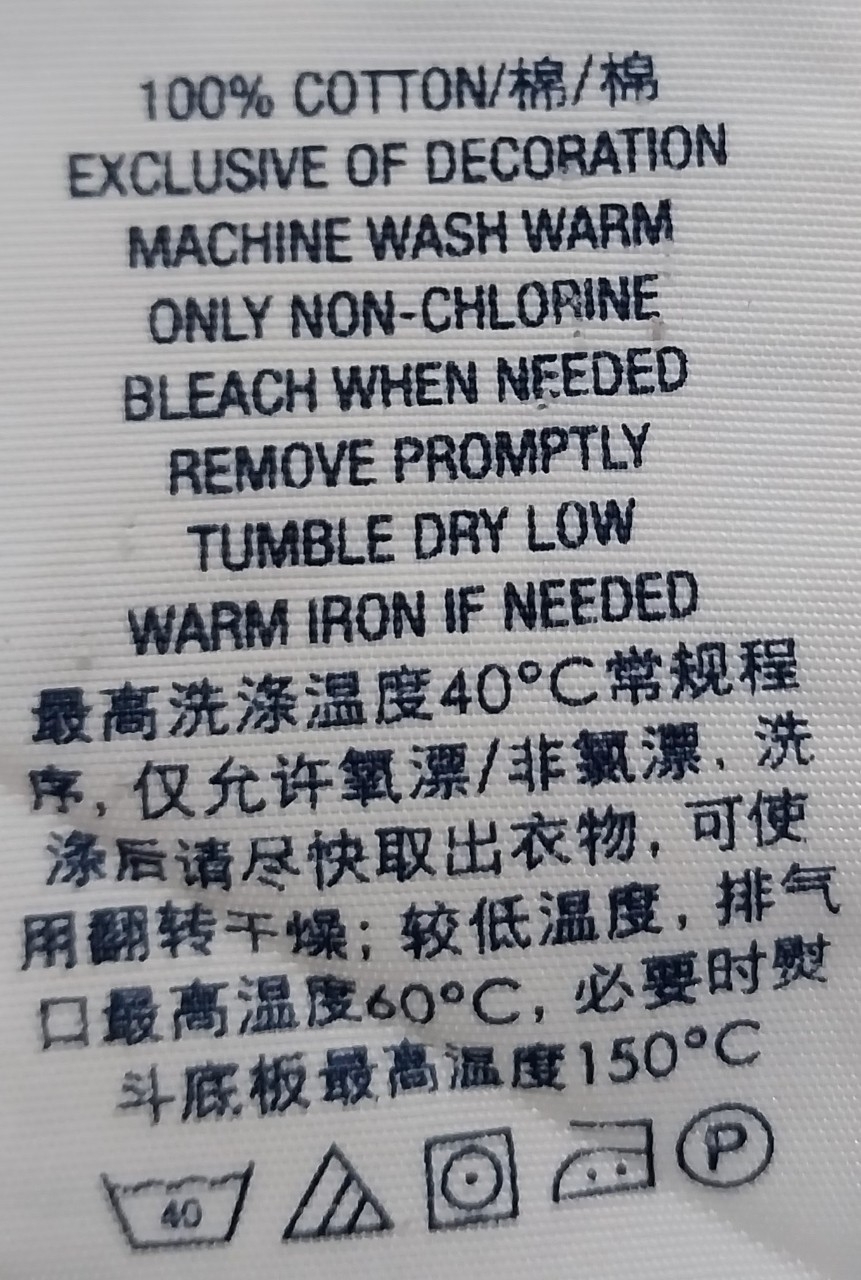 100% COTTON/棉/棉
EXCLUSIVE OF DECORATION
MACHINE WASH WARM
ONLY NON-CHLORINE
BLEACH WHEN NEEDED
REMOVE PROMPTLY
TUMBLE DRY LOW
WARM IRON IF NEEDED
最高洗涤温度40°C常规程
序, 仅允许氧漂/非氯漂, 洗
涤后请尽快取出衣物, 可使
用翻转干燥; 较低温度, 排气
口最高温度60°C, 必要时熨
斗底板最高温度150°C
40 P